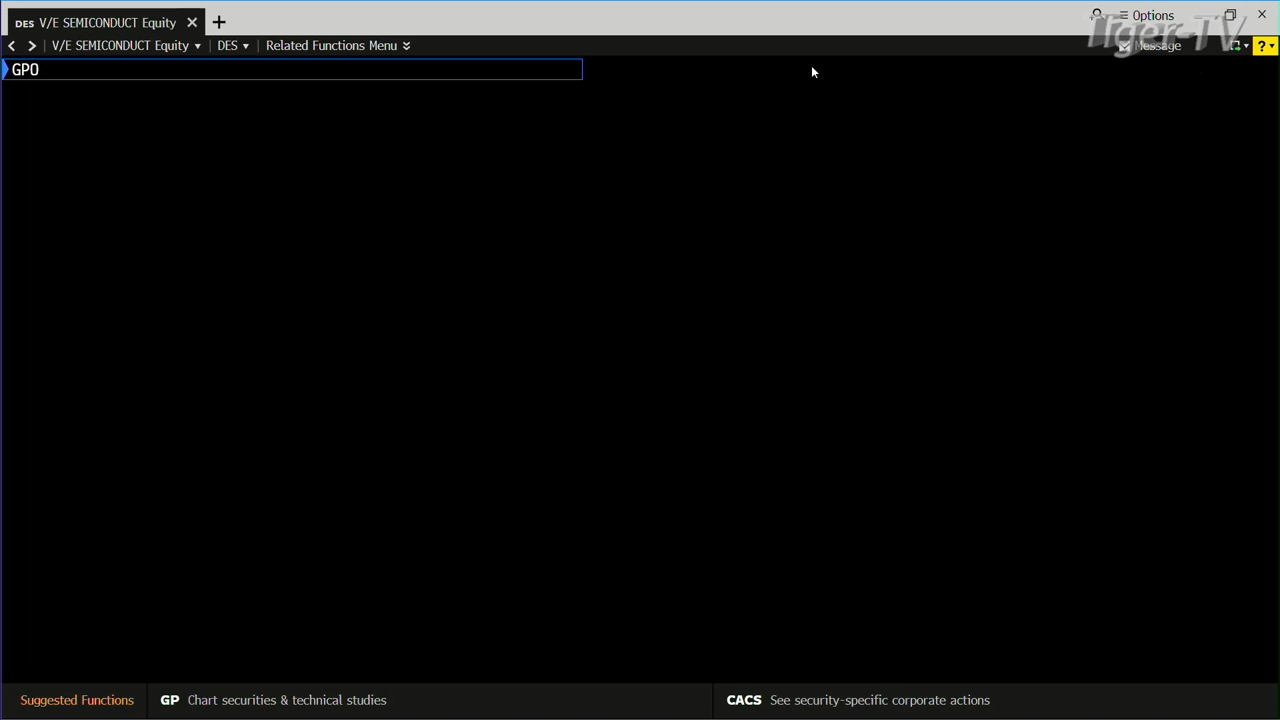 DES V/E SEMICONDUCT Equity
Options
V/E SEMICONDUCT Equity
DES
Related Functions Menu
Message
?
Tiger-TV
GPO
Suggested Functions
GP Chart securities & technical studies
CACS See security-specific corporate actions